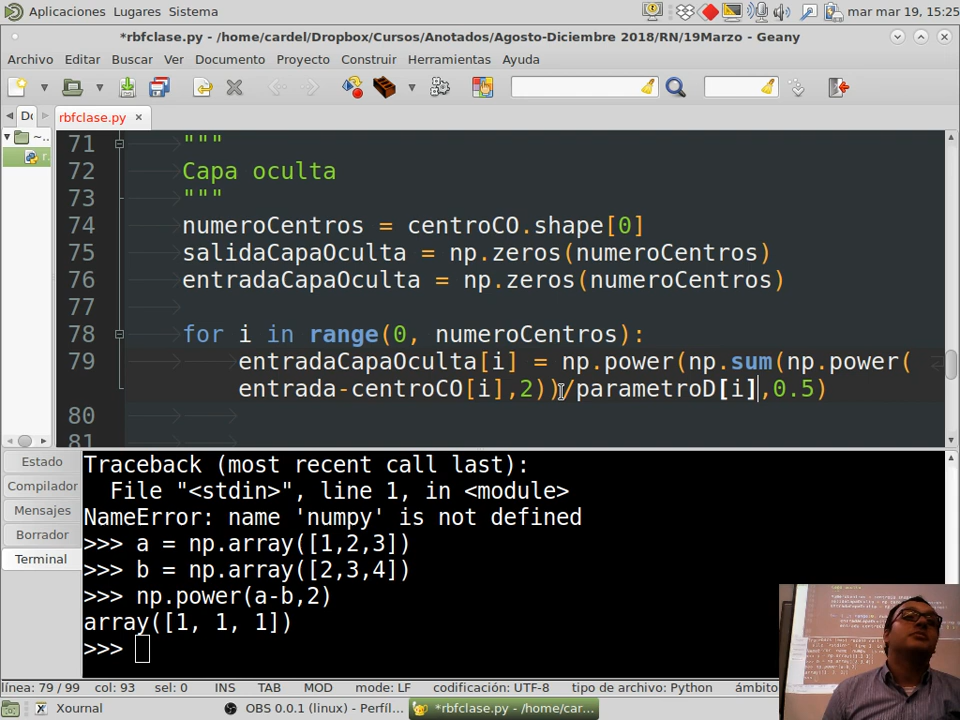 Aplicaciones Lugares Sistema mar mar 19, 15:25
*rbfclase.py - /home/cardel/Dropbox/Cursos/Anotados/Agosto-Diciembre 2018/RN/19Marzo - Geany
Archivo Editar Buscar Ver Documento Proyecto Construir Herramientas Ayuda
Dc rbfclase.py ×
71 """
72 Capa oculta
73 """
74 numeroCentros = centroCO.shape[0]
75 salidaCapaOculta = np.zeros(numeroCentros)
76 entradaCapaOculta = np.zeros(numeroCentros)
77
78 for i in range(0, numeroCentros):
79 entradaCapaOculta[i] = np.power(np.sum(np.power(
entrada-centroCO[i],2))/parametroD[i],0.5)
80
81
Estado
Compilador
Mensajes
Borrador
Terminal
Traceback (most recent call last):
File "<stdin>", line 1, in <module>
NameError: name 'numpy' is not defined
>>> a = np.array([1,2,3])
>>> b = np.array([2,3,4])
>>> np.power(a-b,2)
array([1, 1, 1])
>>>
línea: 79 / 99 col: 93 sel: 0 INS TAB MOD mode: LF codificación: UTF-8 tipo de archivo: Python ámbito
Xournal OBS 0.0.1 (linux) - Perfil:... *rbfclase.py - /home/car...